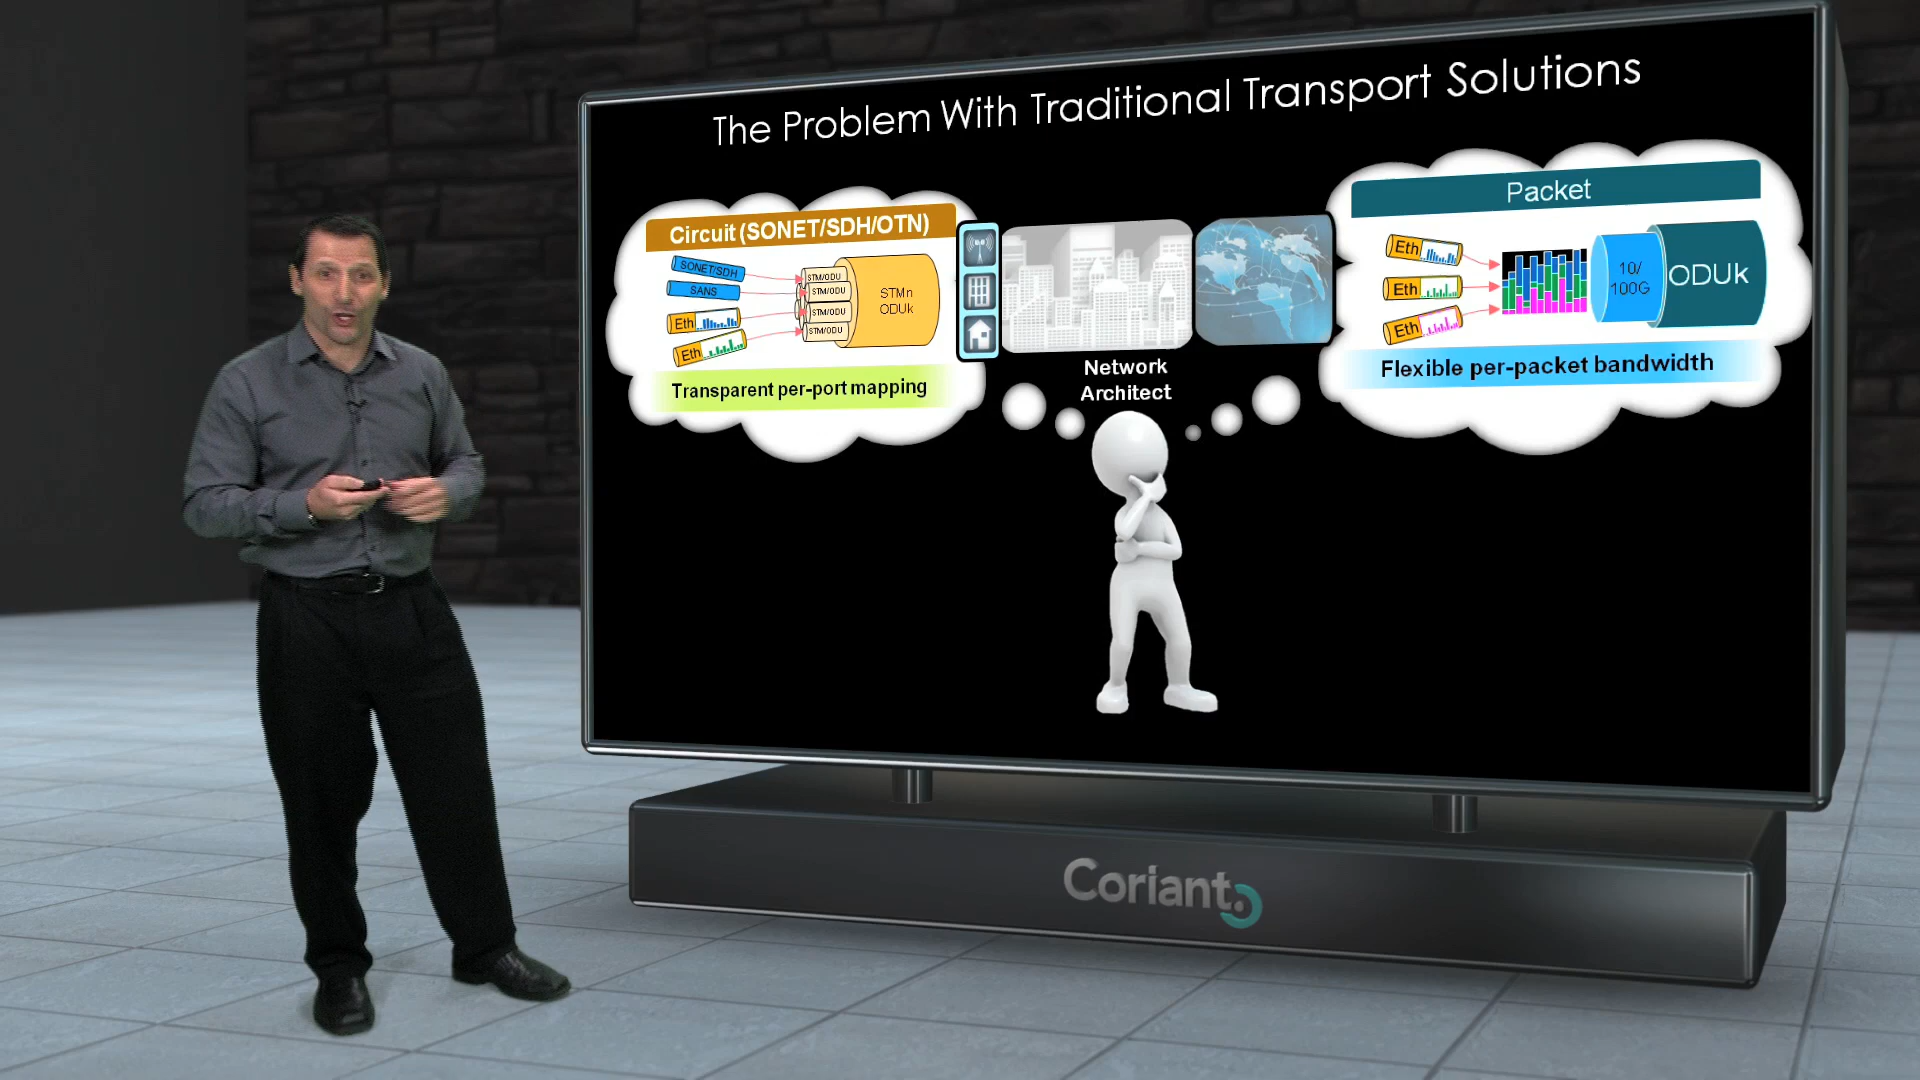 The Problem With Traditional Transport Solutions
Circuit (SONET/SDH/OTN)
SONET/SDH
SANS
Eth
Eth
STM/ODU
STM/ODU
STM/ODU
STM/ODU
STMn
ODUk
Transparent per-port mapping
Network
Architect
Packet
Eth
Eth
Eth
10/
100G
ODUk
Flexible per-packet bandwidth
Coriant